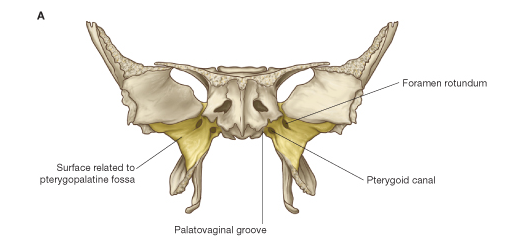 A
Foramen rotundum
Surface related to
pterygopalatine fossa
Pterygoid canal
Palatovaginal groove